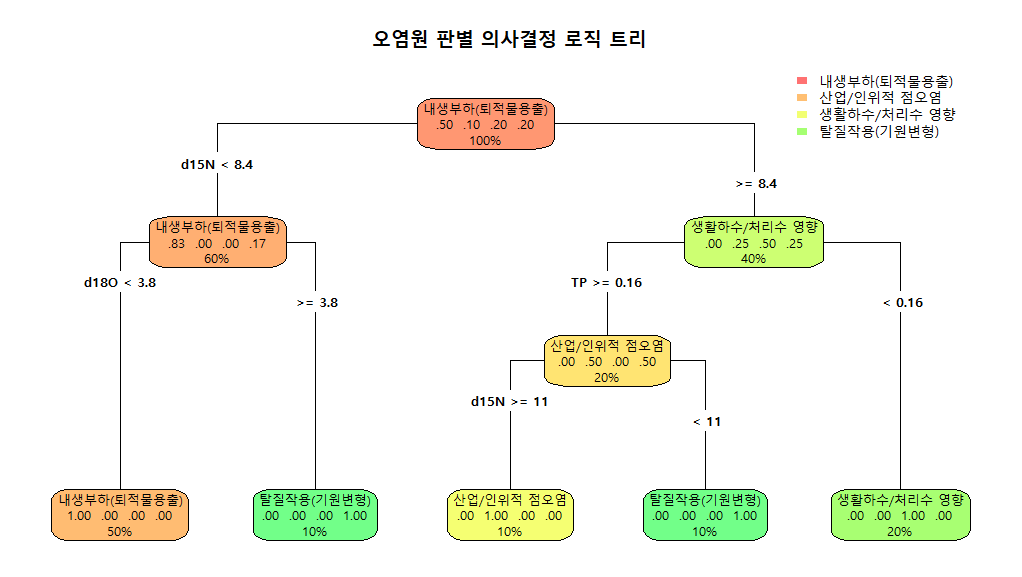 오염원 판별 의사결정 로직 트리
내생부하(퇴적물용출)
산업/인위적 점오염
생활하수/처리수 영향
탈질작용(기원변형)
내생부하(퇴적물용출)
.50 .10 .20 .20
100%
d15N < 8.4
>= 8.4
내생부하(퇴적물용출)
.83 .00 .00 .17
60%
생활하수/처리수 영향
.00 .25 .50 .25
40%
d18O < 3.8
>= 3.8
TP >= 0.16
< 0.16
산업/인위적 점오염
.00 .50 .00 .50
20%
d15N >= 11
< 11
내생부하(퇴적물용출)
1.00 .00 .00 .00
50%
탈질작용(기원변형)
.00 .00 .00 1.00
10%
산업/인위적 점오염
.00 1.00 .00 .00
10%
탈질작용(기원변형)
.00 .00 .00 1.00
10%
생활하수/처리수 영향
.00 .00 1.00 .00
20%